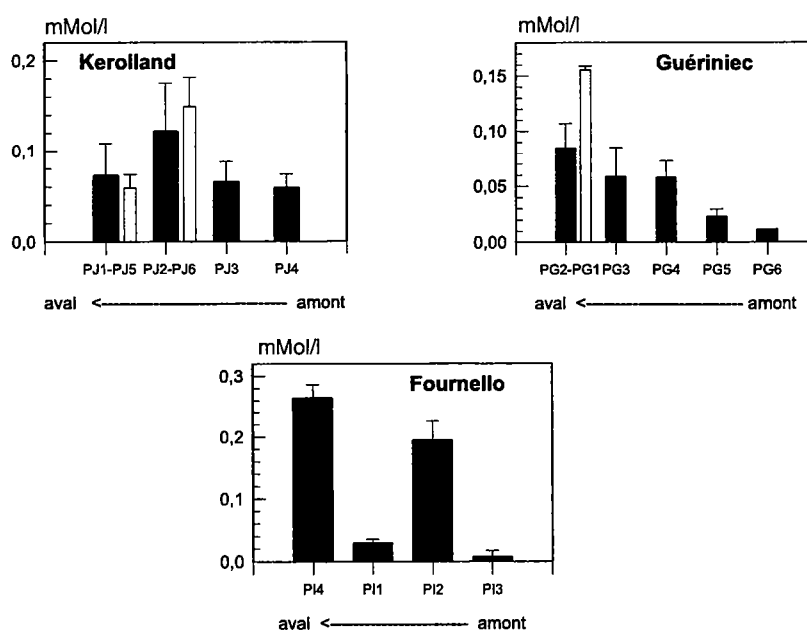 mMol/l
Kerolland
0,2
0,1
0,0
PJ1-PJ5 PJ2-PJ6 PJ3 PJ4
aval <-------------------- amont
mMol/l
Guériniec
0,15
0,10
0,05
0,00
PG2-PG1 PG3 PG4 PG5 PG6
aval <-------------------- amont
mMol/l
Fournello
0,3
0,2
0,1
0,0
PI4 PI1 PI2 PI3
aval <-------------------- amont